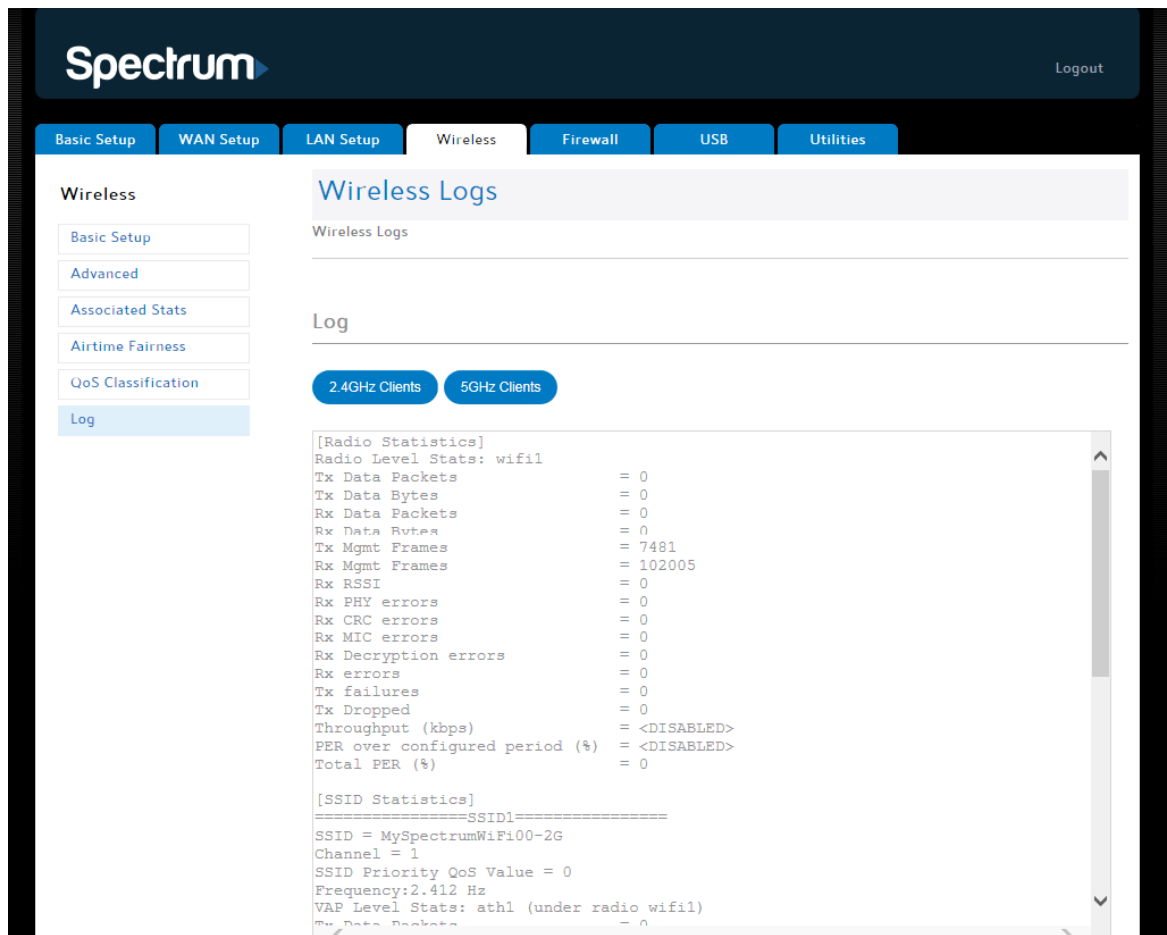 Spectrum
Logout
Basic Setup WAN Setup LAN Setup Wireless Firewall USB Utilities
Wireless
Basic Setup
Advanced
Associated Stats
Airtime Fairness
QoS Classification
Log
Wireless Logs
Wireless Logs
Log
2.4GHz Clients 5GHz Clients
[Radio Statistics]
Radio Level Stats: wifi1
Tx Data Packets = 0
Tx Data Bytes = 0
Rx Data Packets = 0
Rx Data Bytes = 0
Tx Mgmt Frames = 7481
Rx Mgmt Frames = 102005
Rx RSSI = 0
Rx PHY errors = 0
Rx CRC errors = 0
Rx MIC errors = 0
Rx Decryption errors = 0
Rx errors = 0
Tx failures = 0
Tx Dropped = 0
Throughput (kbps) = <DISABLED>
PER over configured period (%) = <DISABLED>
Total PER (%) = 0
[SSID Statistics]
================SSID1================
SSID = MySpectrumWiFi00-2G
Channel = 1
SSID Priority QoS Value = 0
Frequency:2.412 Hz
VAP Level Stats: ath1 (under radio wifi1)
Tx Data Packets = 0